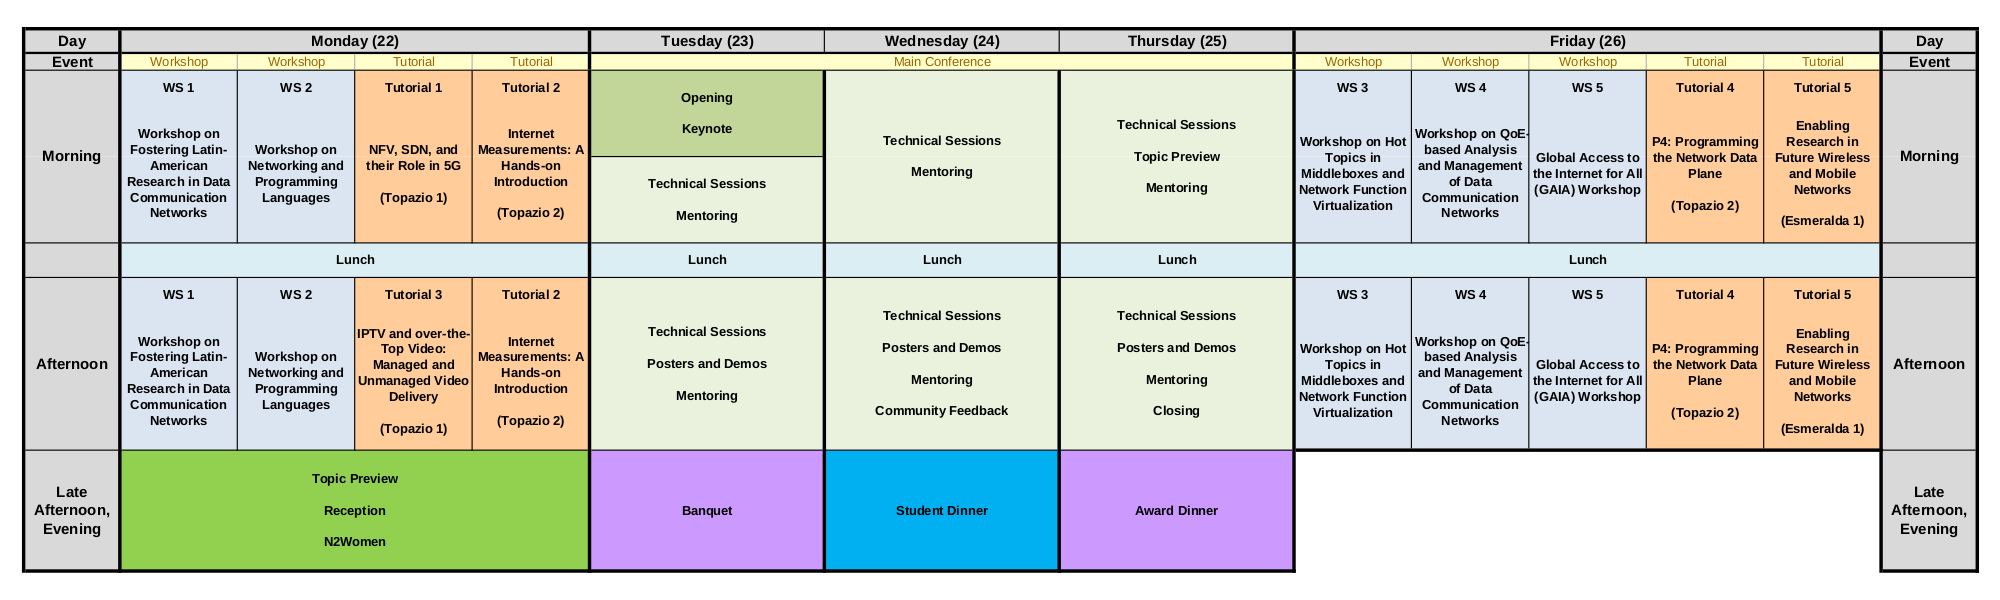 Day
Monday (22)
Tuesday (23)
Wednesday (24)
Thursday (25)
Friday (26)
Day
Event
Workshop
Workshop
Tutorial
Tutorial
Main Conference
Workshop
Workshop
Workshop
Tutorial
Tutorial
Event
Morning
WS 1
Workshop on
Fostering Latin-
American
Research in Data
Communication
Networks
WS 2
Workshop on
Networking and
Programming
Languages
Tutorial 1
NFV, SDN, and
their Role in 5G
(Topazio 1)
Tutorial 2
Internet
Measurements: A
Hands-on
Introduction
(Topazio 2)
Opening
Keynote
Technical Sessions
Mentoring
Technical Sessions
Mentoring
Technical Sessions
Topic Preview
Mentoring
WS 3
Workshop on Hot
Topics in
Middleboxes and
Network Function
Virtualization
WS 4
Workshop on QoE-
based Analysis
and Management
of Data
Communication
Networks
WS 5
Global Access to
the Internet for All
(GAIA) Workshop
Tutorial 4
P4: Programming
the Network Data
Plane
(Topazio 2)
Tutorial 5
Enabling
Research in
Future Wireless
and Mobile
Networks
(Esmeralda 1)
Morning
Lunch
Lunch
Lunch
Lunch
Lunch
Afternoon
WS 1
Workshop on
Fostering Latin-
American
Research in Data
Communication
Networks
WS 2
Workshop on
Networking and
Programming
Languages
Tutorial 3
IPTV and over-the-
Top Video:
Managed and
Unmanaged Video
Delivery
(Topazio 1)
Tutorial 2
Internet
Measurements: A
Hands-on
Introduction
(Topazio 2)
Technical Sessions
Posters and Demos
Mentoring
Technical Sessions
Posters and Demos
Mentoring
Community Feedback
Technical Sessions
Posters and Demos
Mentoring
Closing
WS 3
Workshop on Hot
Topics in
Middleboxes and
Network Function
Virtualization
WS 4
Workshop on QoE-
based Analysis
and Management
of Data
Communication
Networks
WS 5
Global Access to
the Internet for All
(GAIA) Workshop
Tutorial 4
P4: Programming
the Network Data
Plane
(Topazio 2)
Tutorial 5
Enabling
Research in
Future Wireless
and Mobile
Networks
(Esmeralda 1)
Afternoon
Late
Afternoon,
Evening
Topic Preview
Reception
N2Women
Banquet
Student Dinner
Award Dinner
Late
Afternoon,
Evening